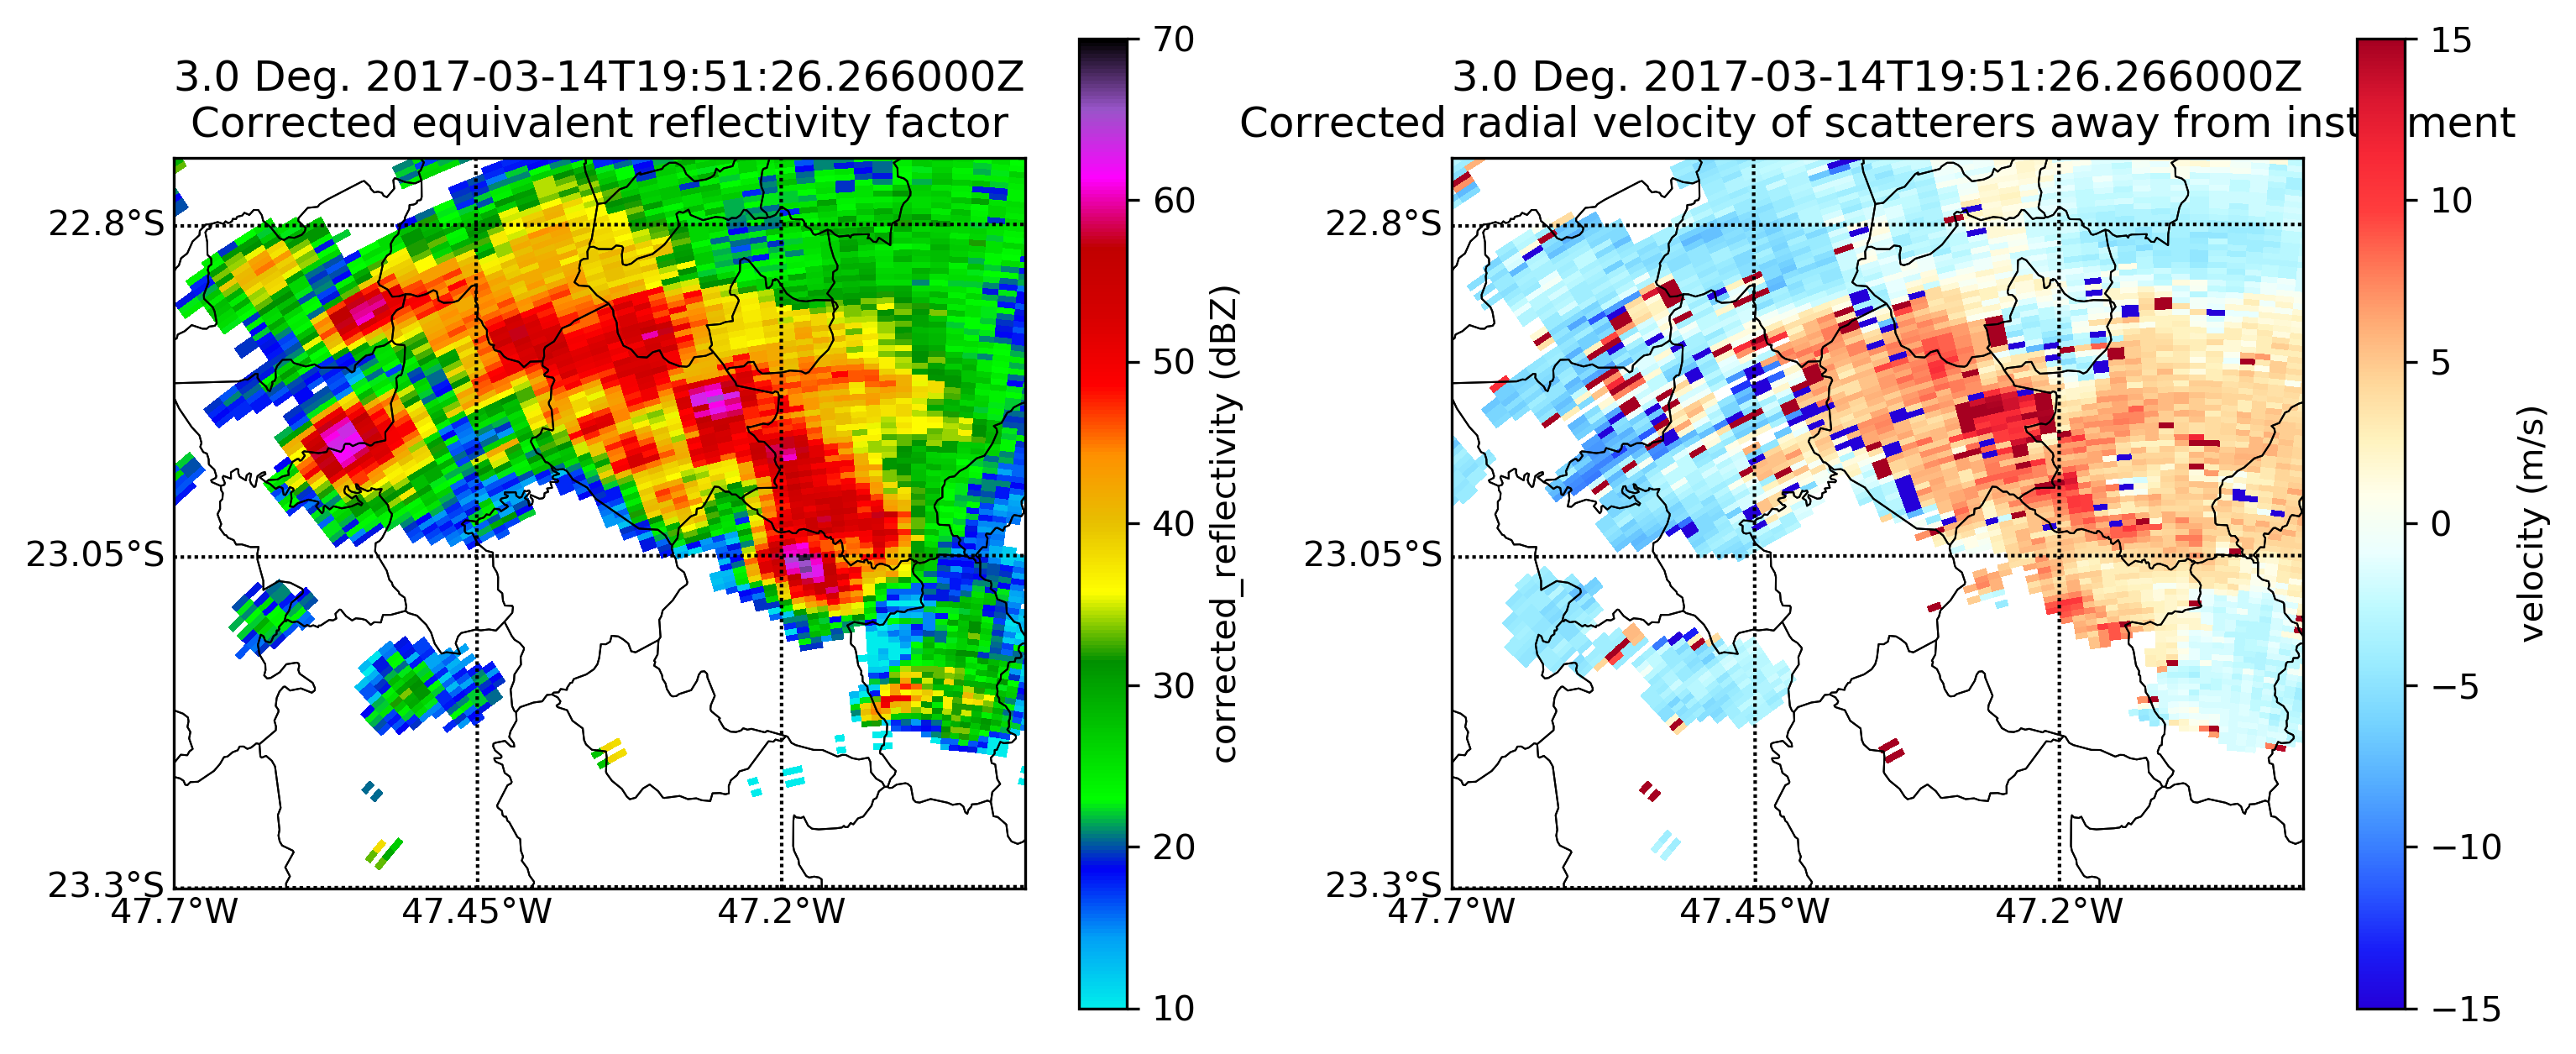 3.0 Deg. 2017-03-14T19:51:26.266000Z
Corrected equivalent reflectivity factor
22.8°S
23.05°S
23.3°S
47.7°W
47.45°W
47.2°W
70
60
50
40
30
20
10
corrected_reflectivity (dBZ)
3.0 Deg. 2017-03-14T19:51:26.266000Z
Corrected radial velocity of scatterers away from inst ment
22.8°S
23.05°S
23.3°S
47.7°W
47.45°W
47.2°W
15
10
5
0
−5
−10
−15
velocity (m/s)